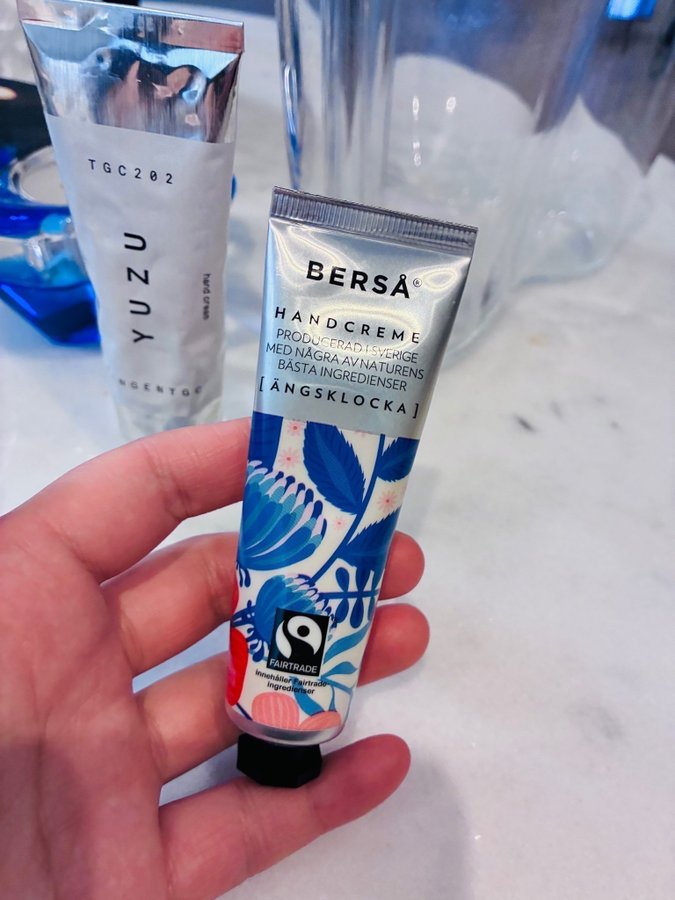 TGC202
YUZU
hand cream
NGENTGC
BERSÅ®
HANDCREME
PRODUCERAD I SVERIGE
MED NÅGRA AV NATURENS
BÄSTA INGREDIENSER
[ÄNGSKLOCKA]
FAIRTRADE
innehåller Fairtrade-
ingredienser